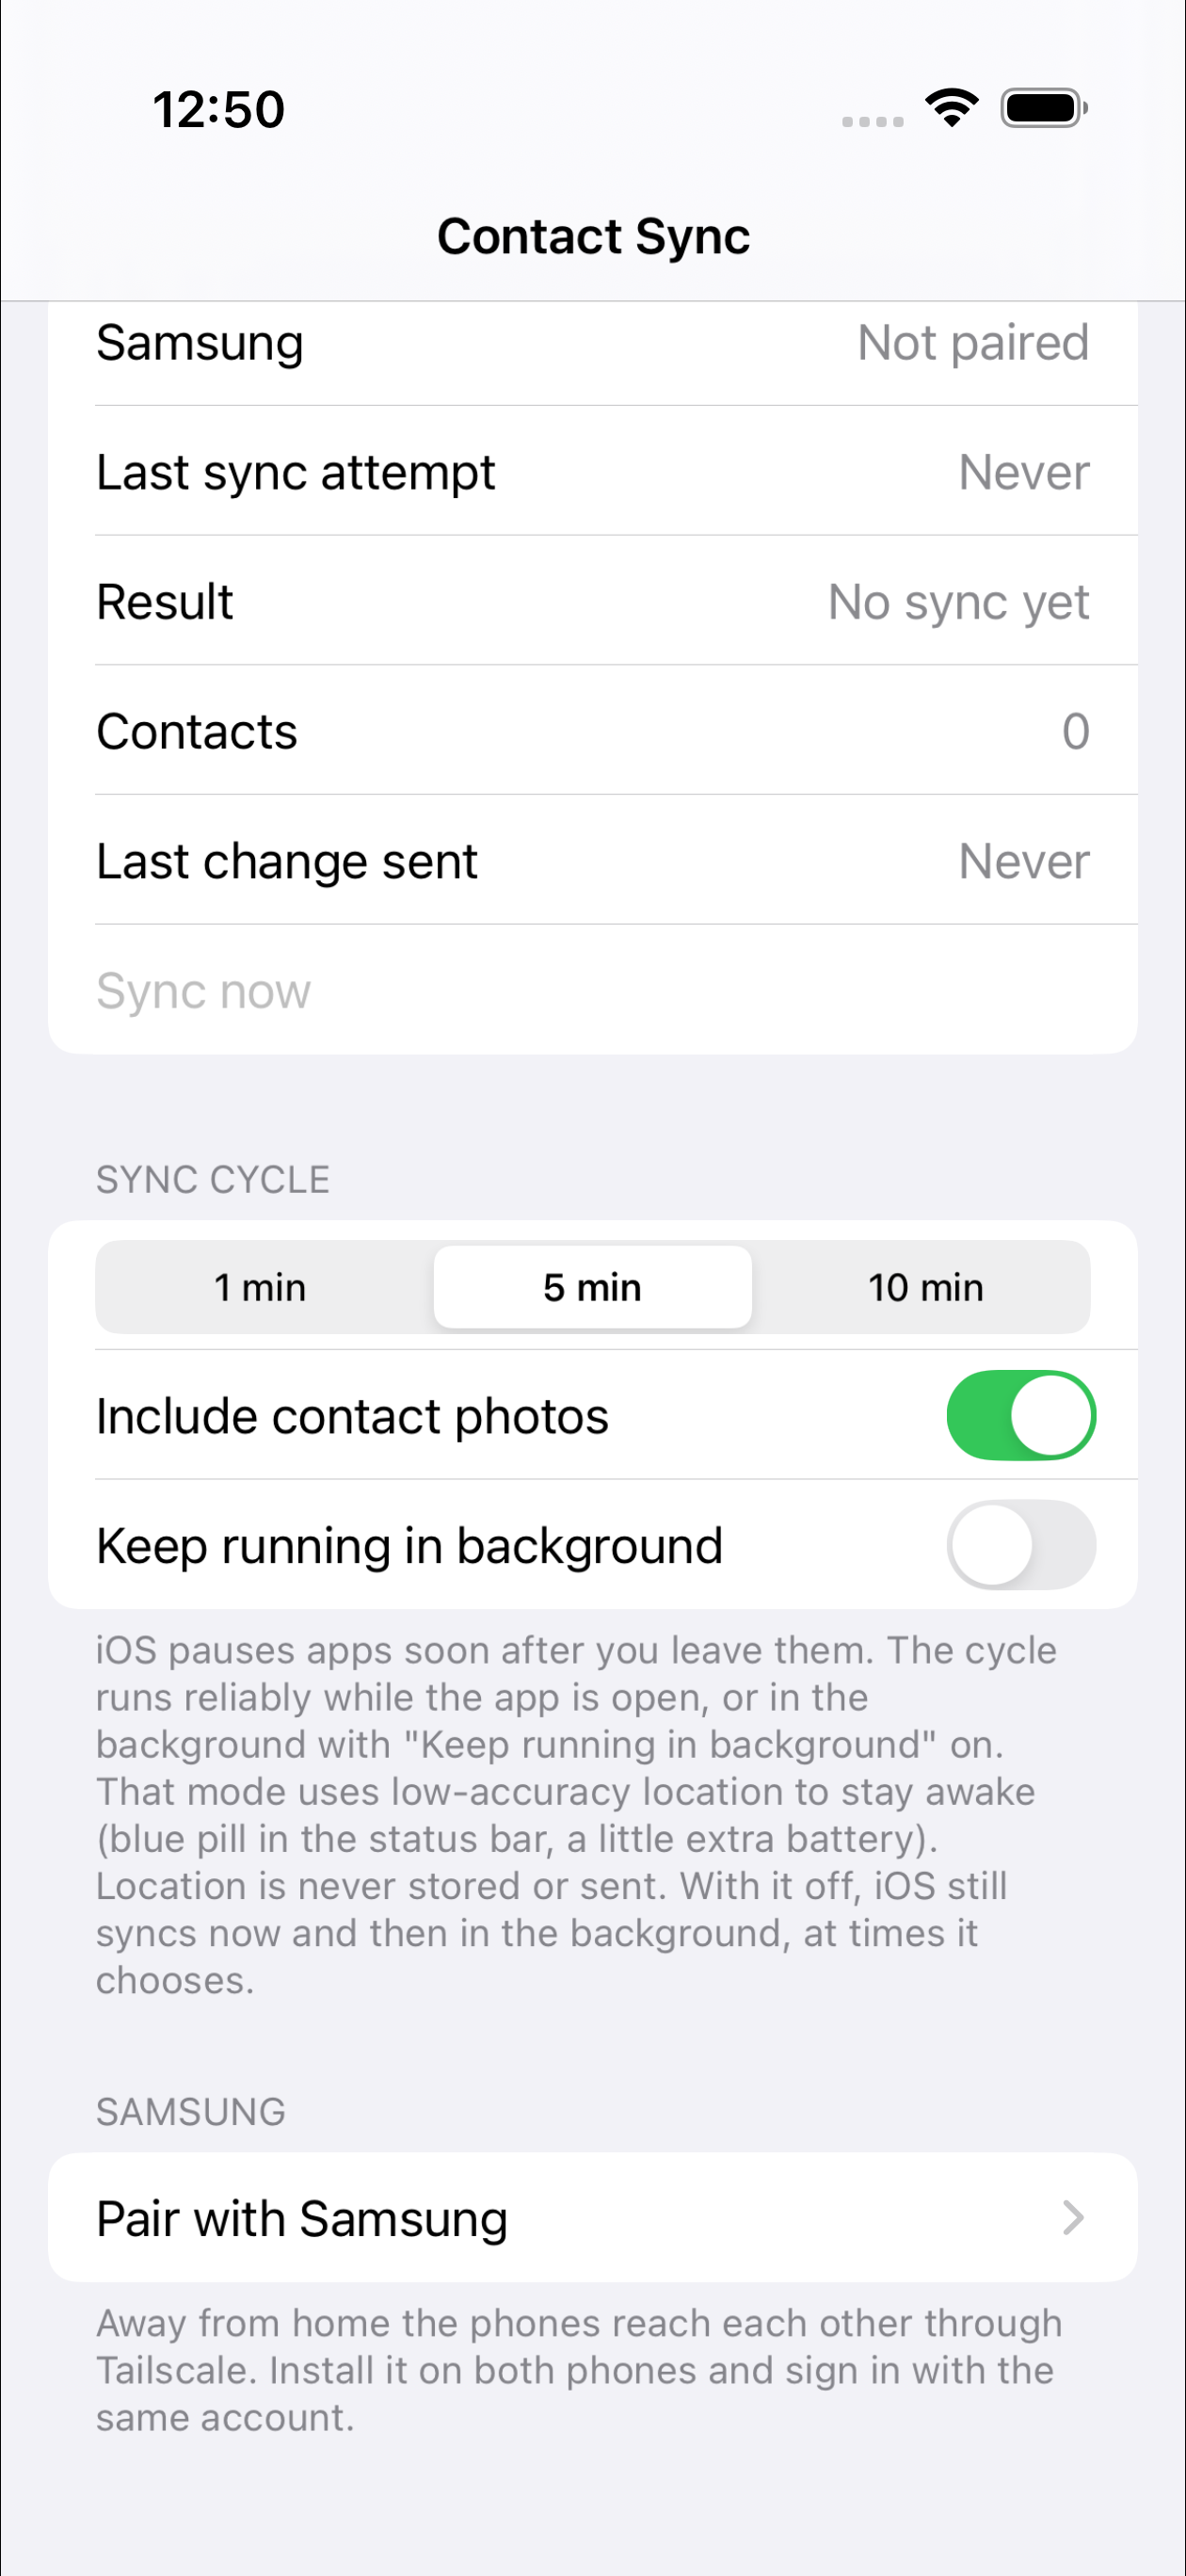 12:50
Contact Sync
Samsung Not paired
Last sync attempt Never
Result No sync yet
Contacts 0
Last change sent Never
Sync now
SYNC CYCLE
1 min 5 min 10 min
Include contact photos
Keep running in background
iOS pauses apps soon after you leave them. The cycle
runs reliably while the app is open, or in the
background with "Keep running in background" on.
That mode uses low-accuracy location to stay awake
(blue pill in the status bar, a little extra battery).
Location is never stored or sent. With it off, iOS still
syncs now and then in the background, at times it
chooses.
SAMSUNG
Pair with Samsung
Away from home the phones reach each other through
Tailscale. Install it on both phones and sign in with the
same account.